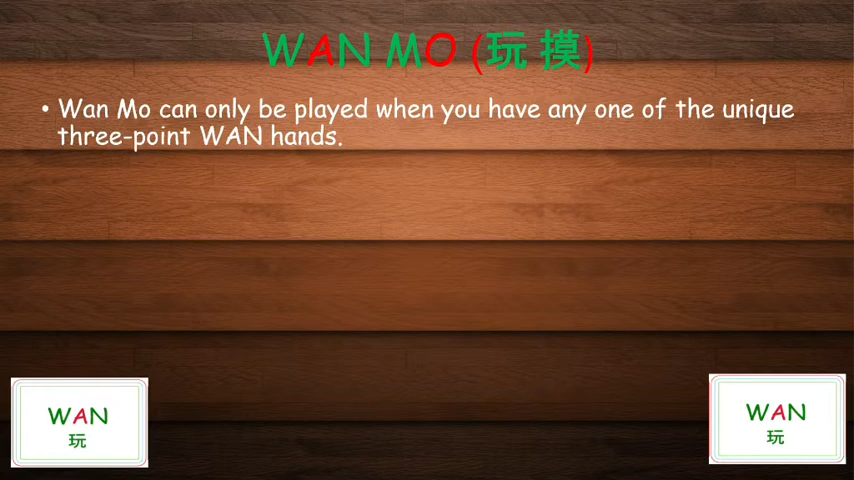 WAN MO (玩 摸)
• Wan Mo can only be played when you have any one of the unique
three-point WAN hands.
WAN
玩
WAN
玩